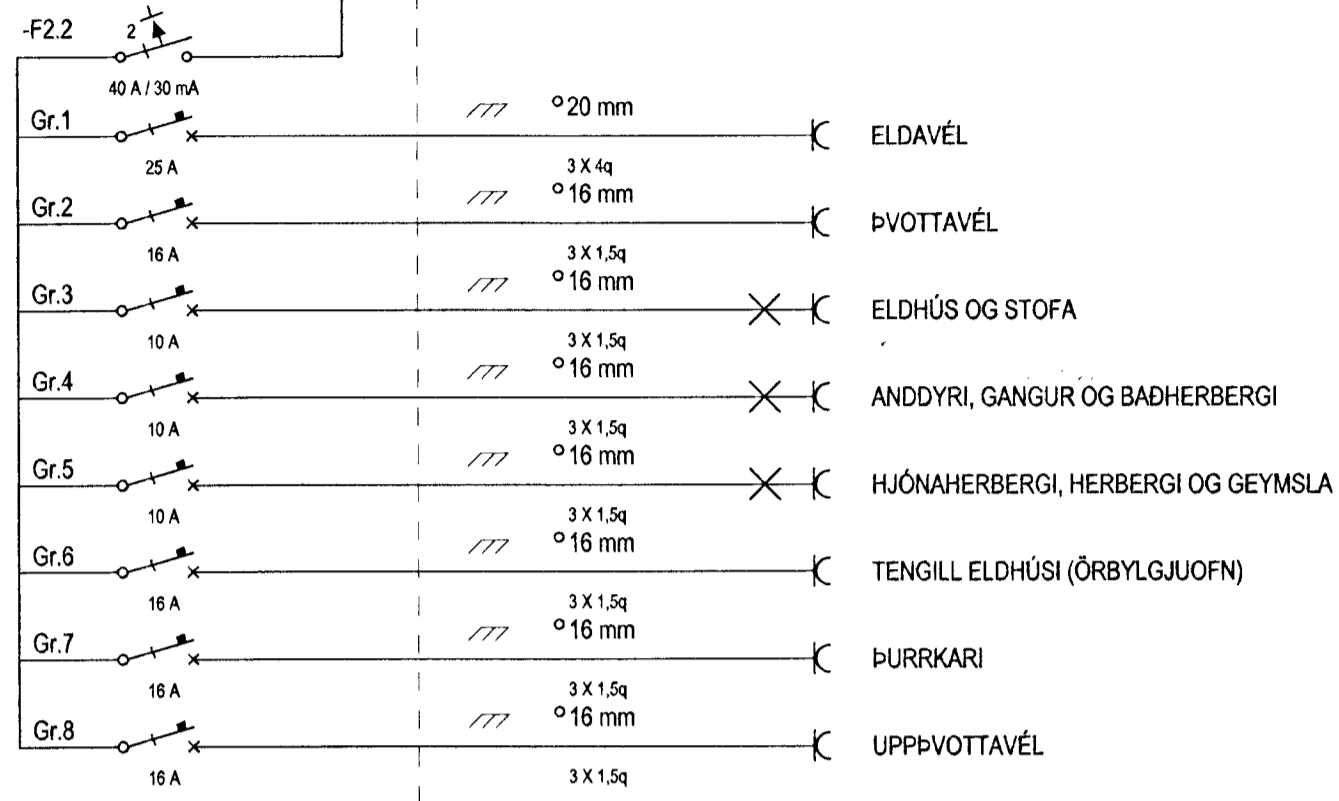 -F2.2
2
40 A / 30 mA
Gr.1
20 mm
ELDAVÉL
25 A
3 X 4q
Gr.2
16 mm
ÞVOTTAVÉL
16 A
3 X 1,5q
Gr.3
16 mm
ELDHÚS OG STOFA
10 A
3 X 1,5q
Gr.4
16 mm
ANDDYRI, GANGUR OG BAÐHERBERGI
10 A
3 X 1,5q
Gr.5
16 mm
HJÓNAHERBERGI, HERBERGI OG GEYMSLA
10 A
3 X 1,5q
Gr.6
16 mm
TENGILL ELDHÚSI (ÖRBYLGJUOFN)
16 A
3 X 1,5q
Gr.7
16 mm
ÞURRKARI
16 A
3 X 1,5q
Gr.8
16 mm
UPPÞVOTTAVÉL
16 A
3 X 1,5q